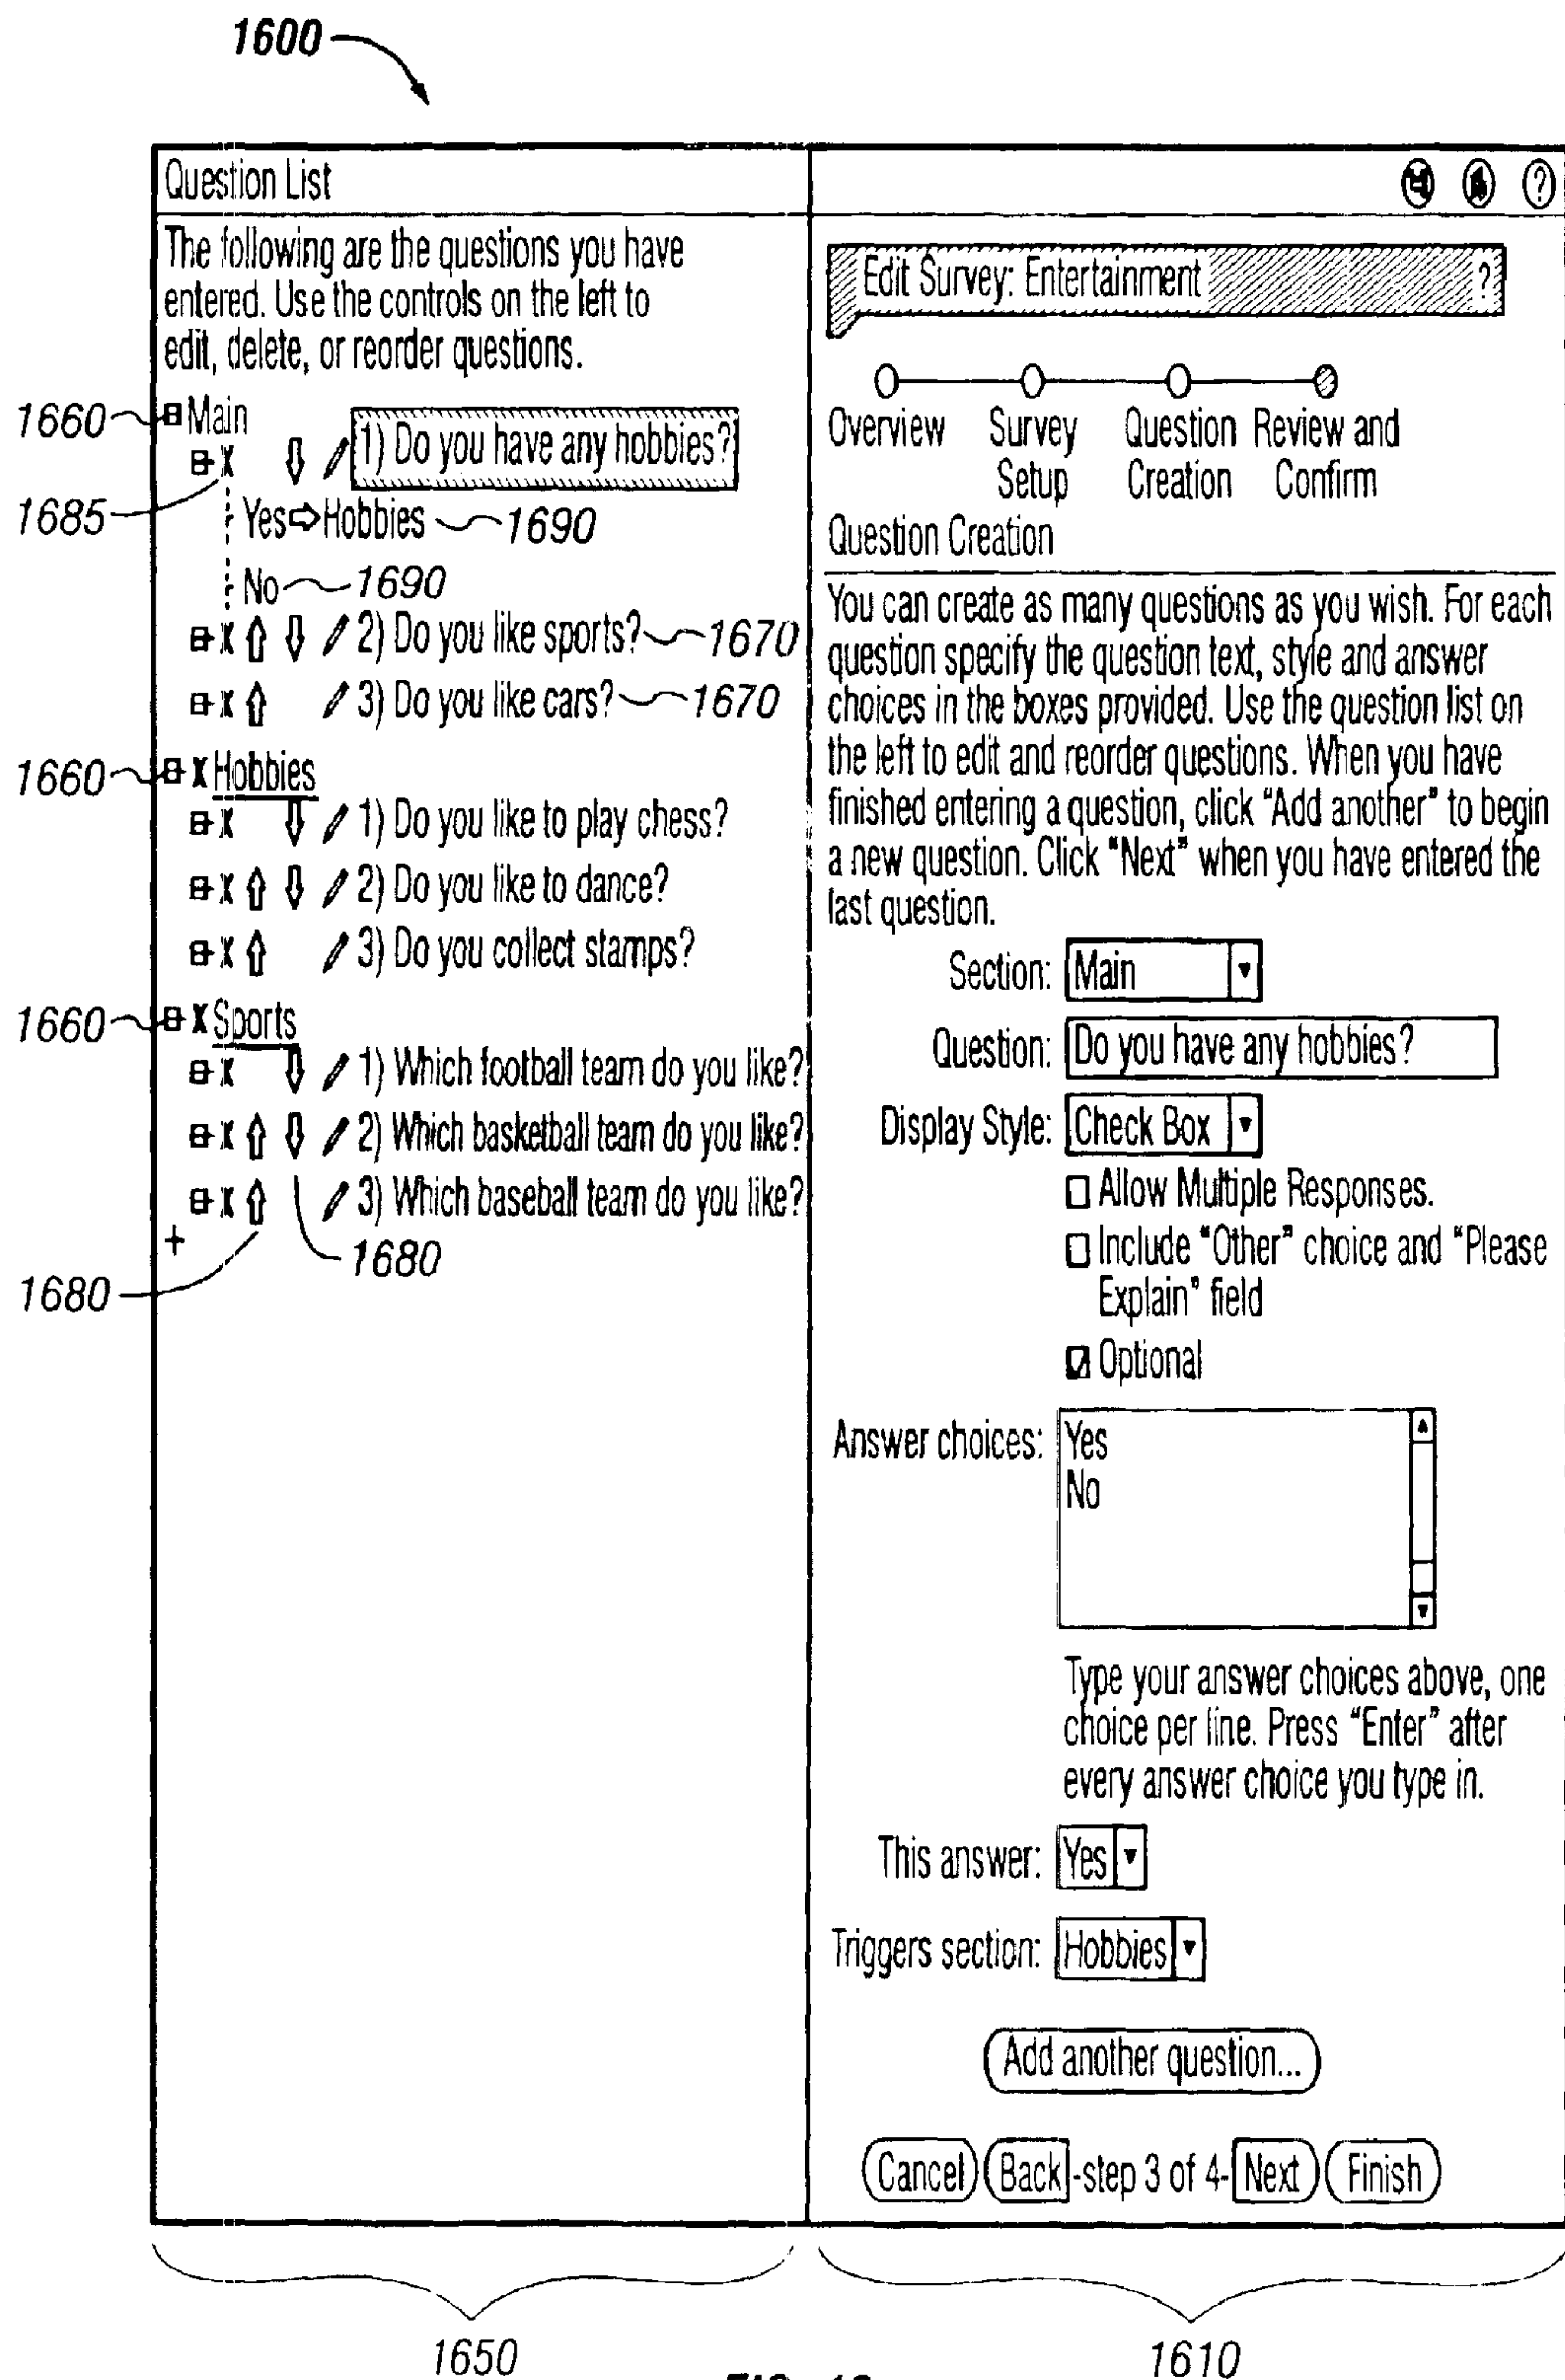 1600
Question List
The following are the questions you have
entered. Use the controls on the left to
edit, delete, or reorder questions.
1660
Main
1) Do you have any hobbies?
1685
Yes⇨Hobbies
1690
No
1690
X 2) Do you like sports?
1670
X 3) Do you like cars?
1670
1660
X Hobbies
X 1) Do you like to play chess?
X 2) Do you like to dance?
X 3) Do you collect stamps?
1660
X Sports
X 1) Which football team do you like?
X 2) Which basketball team do you like?
X 3) Which baseball team do you like?
+
1680
1680
?
Edit Survey: Entertainment ?
Overview Survey Question Review and
Setup Creation Confirm
Question Creation
You can create as many questions as you wish. For each
question specify the question text, style and answer
choices in the boxes provided. Use the question list on
the left to edit and reorder questions. When you have
finished entering a question, click "Add another" to begin
a new question. Click "Next" when you have entered the
last question.
Section: Main
Question: Do you have any hobbies?
Display Style: Check Box
Allow Multiple Responses.
Include "Other" choice and "Please
Explain" field
Optional
Answer choices: Yes
No
Type your answer choices above, one
choice per line. Press "Enter" after
every answer choice you type in.
This answer: Yes
Triggers section: Hobbies
Add another question...
Cancel Back -step 3 of 4- Next Finish
1650
1610